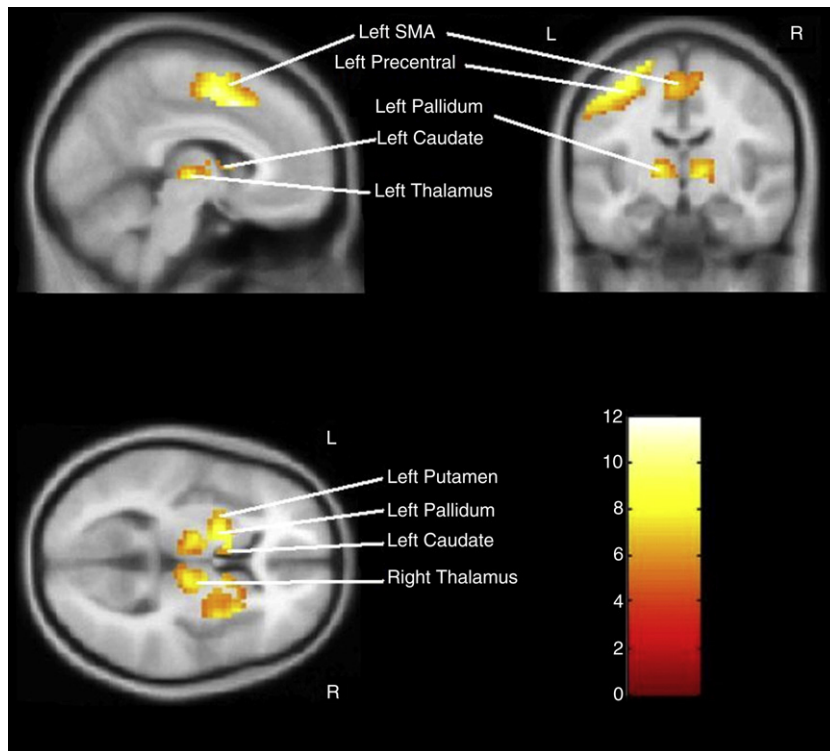 Left SMA
L
R
Left Precentral
Left Pallidum
Left Caudate
Left Thalamus
L
Left Putamen
Left Pallidum
Left Caudate
Right Thalamus
R
12
10
8
6
4
2
0